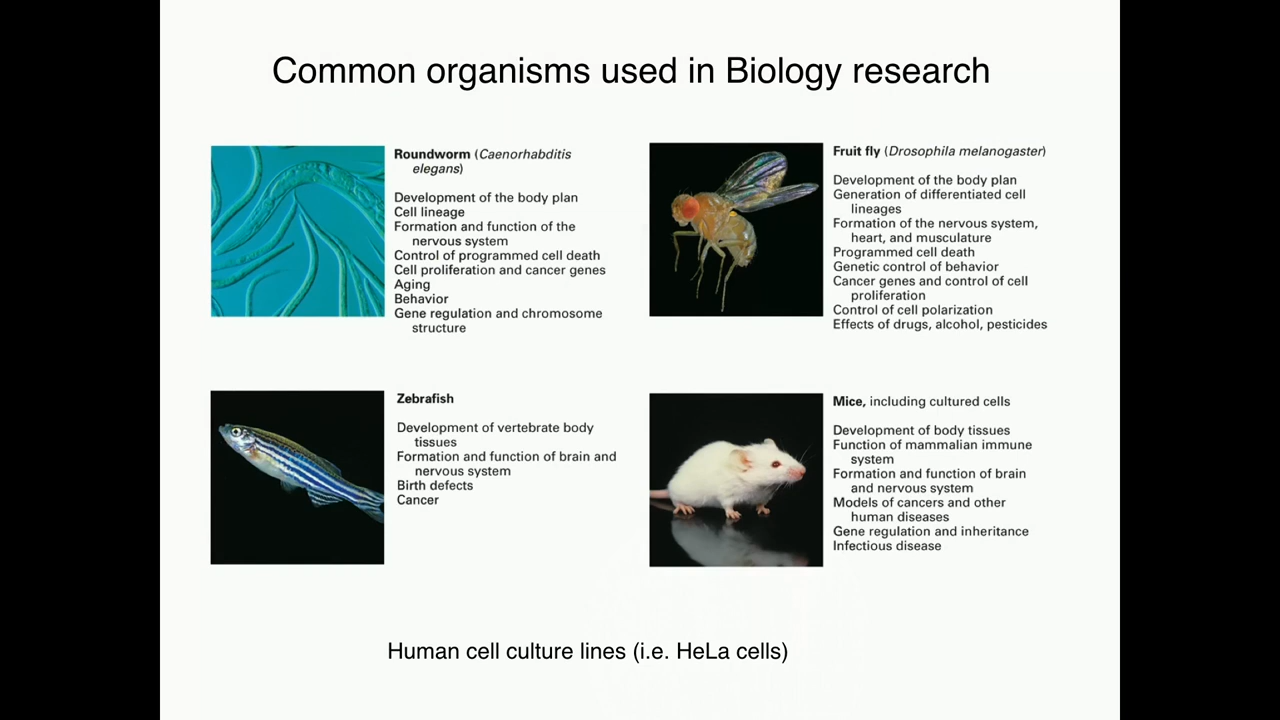 Common organisms used in Biology research
Roundworm (Caenorhabditis
elegans)
Development of the body plan
Cell lineage
Formation and function of the
nervous system
Control of programmed cell death
Cell proliferation and cancer genes
Aging
Behavior
Gene regulation and chromosome
structure
Fruit fly (Drosophila melanogaster)
Development of the body plan
Generation of differentiated cell
lineages
Formation of the nervous system,
heart, and musculature
Programmed cell death
Genetic control of behavior
Cancer genes and control of cell
proliferation
Control of cell polarization
Effects of drugs, alcohol, pesticides
Zebrafish
Development of vertebrate body
tissues
Formation and function of brain and
nervous system
Birth defects
Cancer
Mice, including cultured cells
Development of body tissues
Function of mammalian immune
system
Formation and function of brain
and nervous system
Models of cancers and other
human diseases
Gene regulation and inheritance
Infectious disease
Human cell culture lines (i.e. HeLa cells)